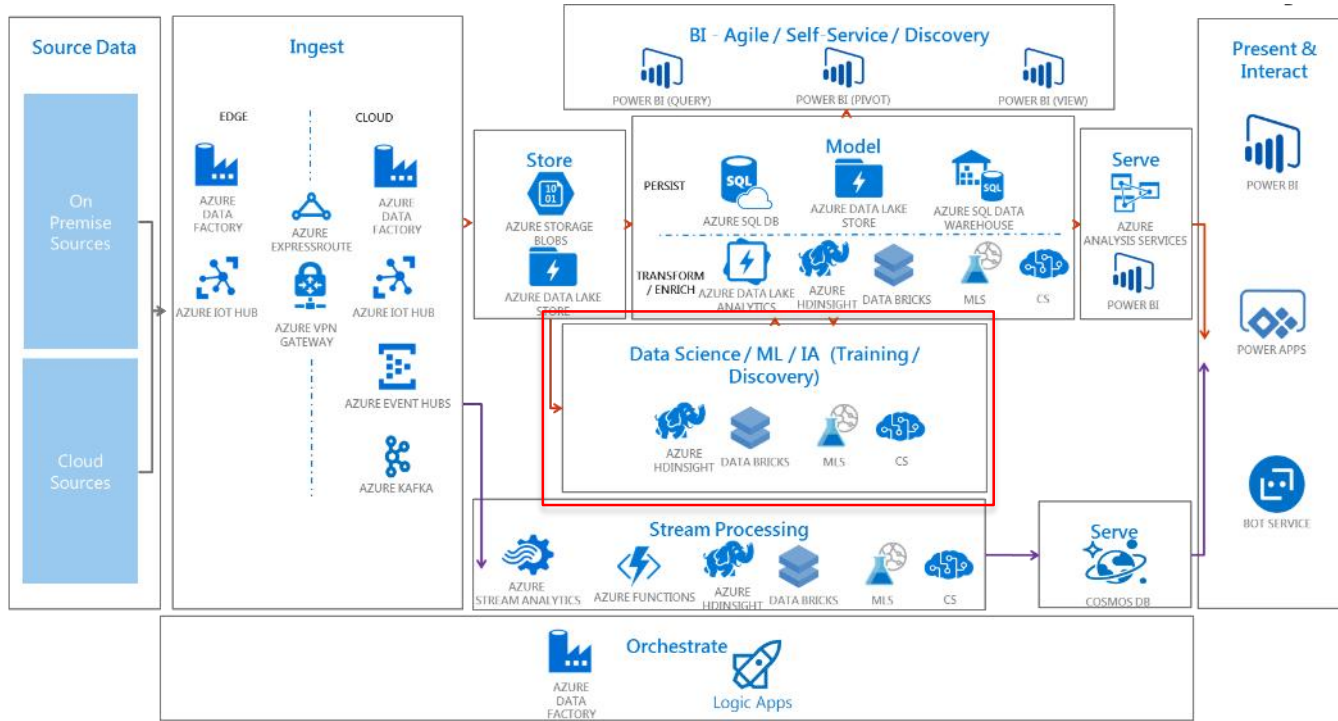 Source Data
On
Premise
Sources
Cloud
Sources
Ingest
EDGE
CLOUD
AZURE
DATA
FACTORY
AZURE
EXPRESSROUTE
AZURE
DATA
FACTORY
AZURE IOT HUB
AZURE VPN
GATEWAY
AZURE IOT HUB
AZURE EVENT HUBS
AZURE KAFKA
Store
AZURE STORAGE
BLOBS
AZURE DATA LAKE
STORE
BI - Agile / Self-Service / Discovery
POWER BI (QUERY)
POWER BI (PIVOT)
POWER BI (VIEW)
Model
PERSIST
SQL
AZURE SQL DB
AZURE DATA LAKE
STORE
SQL
AZURE SQL DATA
WAREHOUSE
TRANSFORM
/ ENRICH
AZURE DATA LAKE
ANALYTICS
AZURE
HDINSIGHT
DATA BRICKS
MLS
CS
Data Science / ML / IA (Training /
Discovery)
AZURE
HDINSIGHT
DATA BRICKS
MLS
CS
Stream Processing
AZURE
STREAM ANALYTICS
AZURE FUNCTIONS
AZURE
HDINSIGHT
DATA BRICKS
MLS
CS
Serve
AZURE
ANALYSIS SERVICES
POWER BI
Serve
COSMOS DB
Present &
Interact
POWER BI
POWER APPS
BOT SERVICE
Orchestrate
AZURE
DATA
FACTORY
Logic Apps
10
01